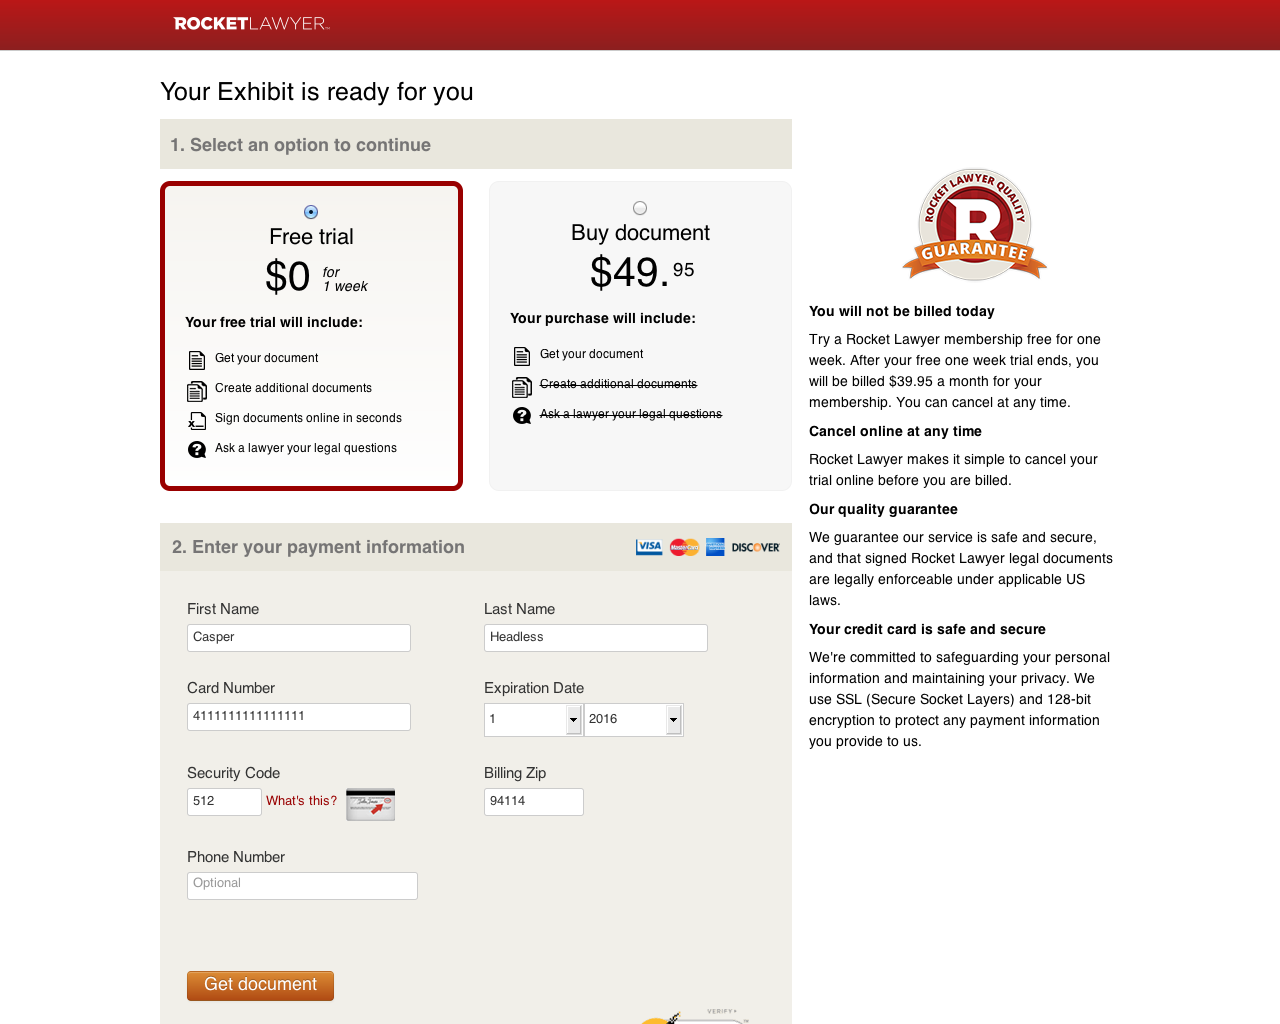 ROCKETLAWYER
Your Exhibit is ready for you
1. Select an option to continue
Free trial
$0 for
1 week
Your free trial will include:
Get your document
Create additional documents
Sign documents online in seconds
Ask a lawyer your legal questions
Buy document
$49.95
Your purchase will include:
Get your document
Create additional documents
Ask a lawyer your legal questions
2. Enter your payment information
VISA MasterCard DISCOVER
First Name
Casper
Last Name
Headless
Card Number
4111111111111111
Expiration Date
1 2016
Security Code
512 What's this?
Billing Zip
94114
Phone Number
Optional
Get document
VERIFY
ROCKET LAWYER QUALITY
R
GUARANTEE
You will not be billed today
Try a Rocket Lawyer membership free for one
week. After your free one week trial ends, you
will be billed $39.95 a month for your
membership. You can cancel at any time.
Cancel online at any time
Rocket Lawyer makes it simple to cancel your
trial online before you are billed.
Our quality guarantee
We guarantee our service is safe and secure,
and that signed Rocket Lawyer legal documents
are legally enforceable under applicable US
laws.
Your credit card is safe and secure
We're committed to safeguarding your personal
information and maintaining your privacy. We
use SSL (Secure Socket Layers) and 128-bit
encryption to protect any payment information
you provide to us.